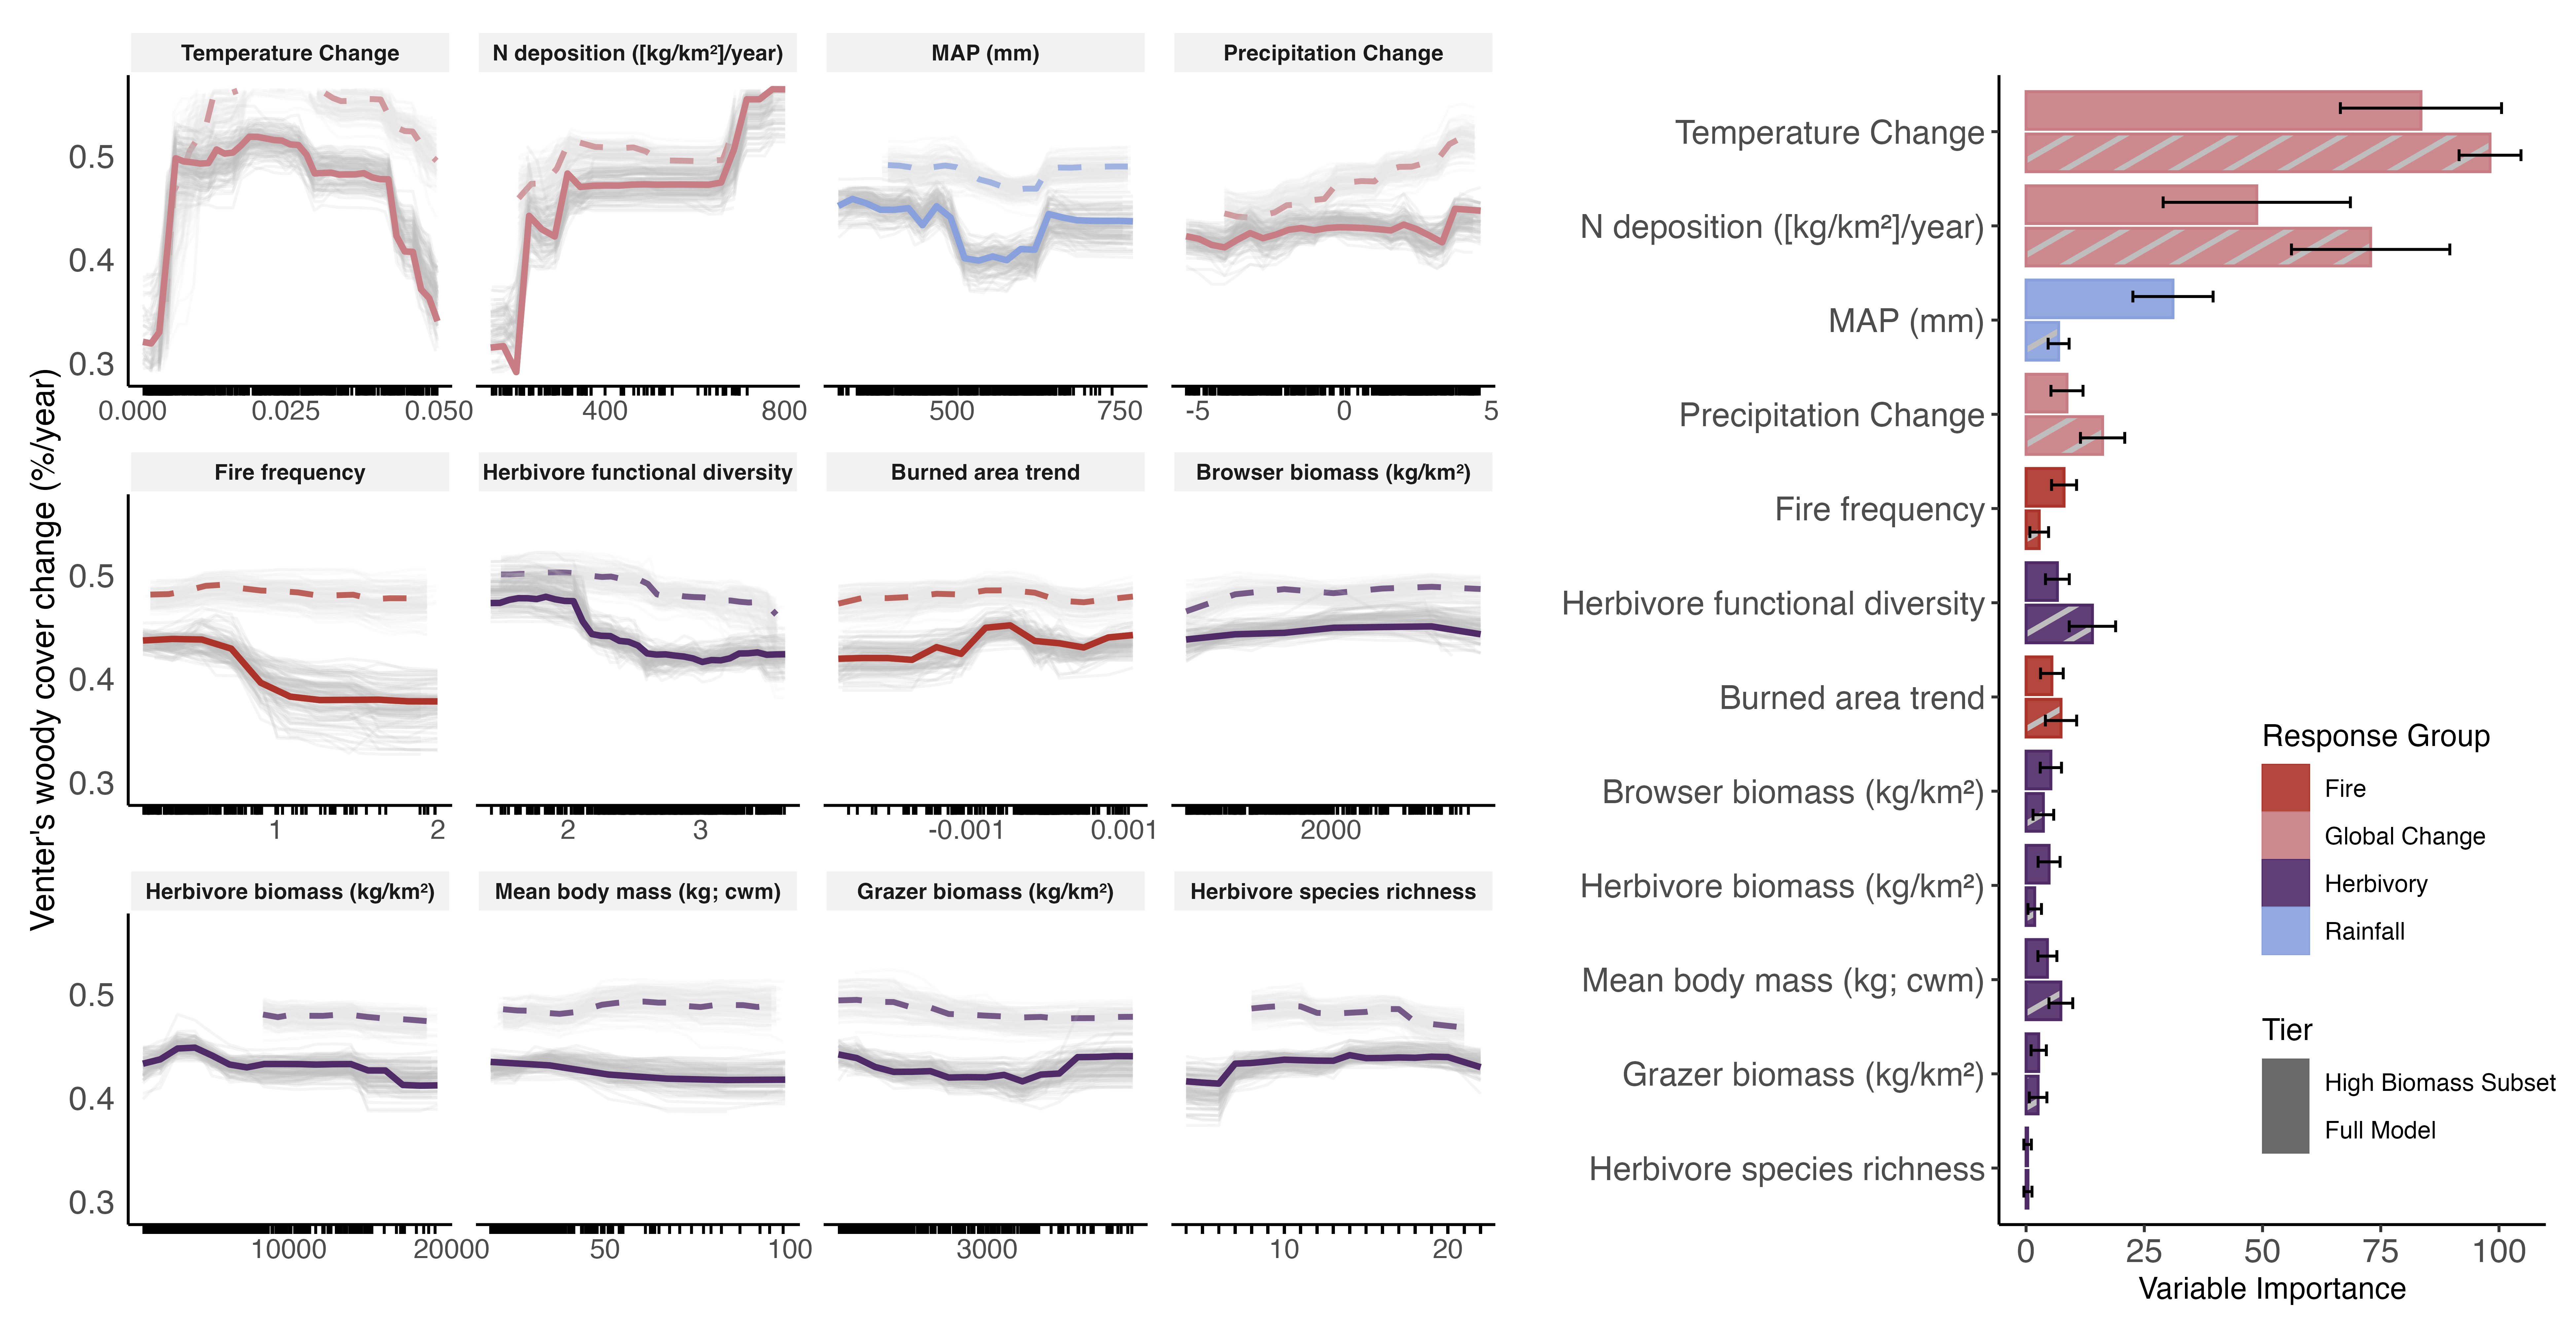 Temperature Change
N deposition ([kg/km²]/year)
MAP (mm)
Precipitation Change
0.5
0.4
0.3
0.000
0.025
0.050
400
800
500
750
-5
0
5
Fire frequency
Herbivore functional diversity
Burned area trend
Browser biomass (kg/km²)
0.5
0.4
0.3
1
2
2
3
-0.001
0.001
2000
Herbivore biomass (kg/km²)
Mean body mass (kg; cwm)
Grazer biomass (kg/km²)
Herbivore species richness
0.5
0.4
0.3
10000
20000
50
100
3000
10
20
Venter's woody cover change (%/year)
Temperature Change
N deposition ([kg/km²]/year)
MAP (mm)
Precipitation Change
Fire frequency
Herbivore functional diversity
Burned area trend
Browser biomass (kg/km²)
Herbivore biomass (kg/km²)
Mean body mass (kg; cwm)
Grazer biomass (kg/km²)
Herbivore species richness
0
25
50
75
100
Variable Importance
Response Group
Fire
Global Change
Herbivory
Rainfall
Tier
High Biomass Subset
Full Model